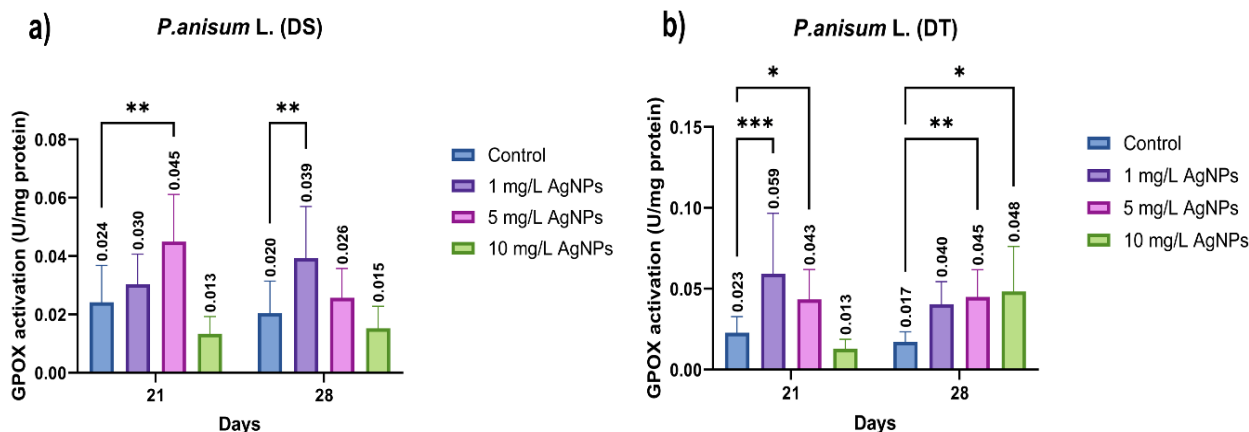 a)
P.anisum L. (DS)
GPOX activation (U/mg protein)
0.08
0.06
0.04
0.02
0.00
**
**
0.024
0.030
0.045
0.013
0.020
0.039
0.026
0.015
21
28
Days
Control
1 mg/L AgNPs
5 mg/L AgNPs
10 mg/L AgNPs
b)
P.anisum L. (DT)
GPOX activation (U/mg protein)
0.15
0.10
0.05
0.00
*
***
*
**
0.023
0.059
0.043
0.013
0.017
0.040
0.045
0.048
21
28
Days
Control
1 mg/L AgNPs
5 mg/L AgNPs
10 mg/L AgNPs